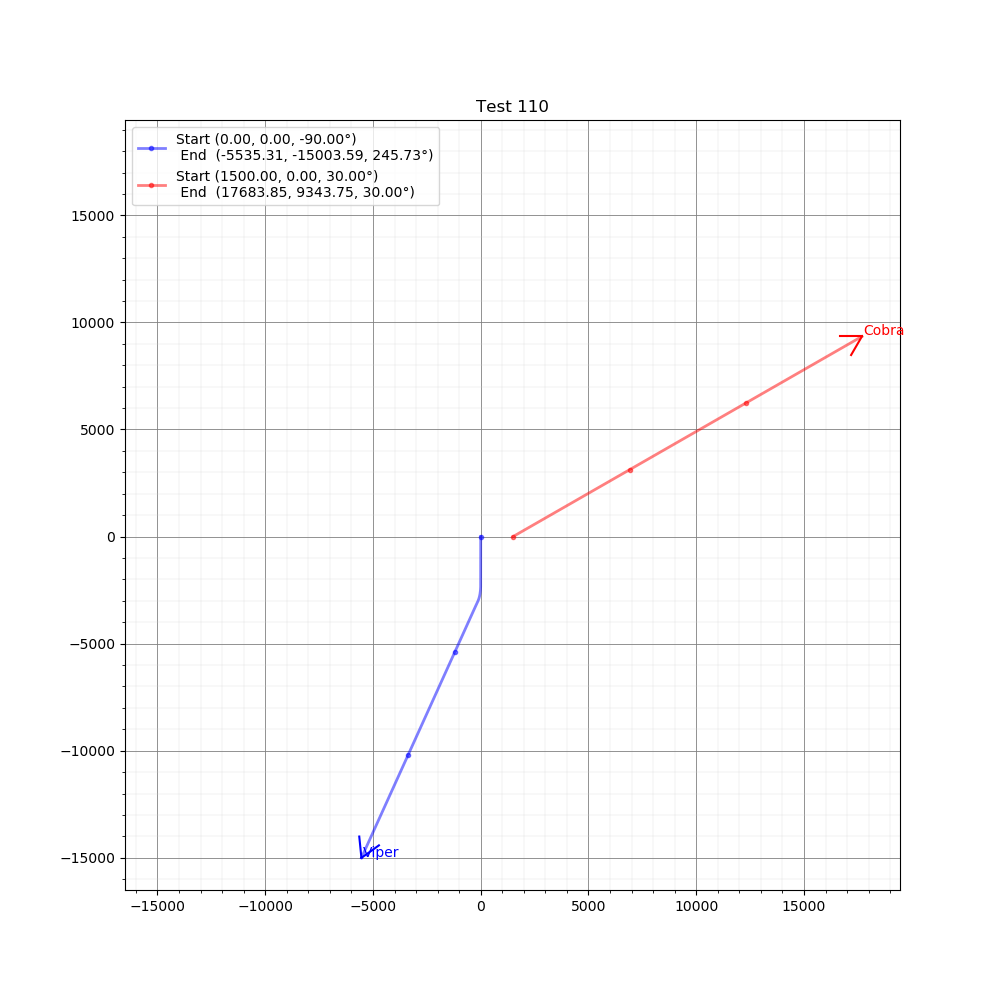 Test 110
Start (0.00, 0.00, -90.00°)
End (-5535.31, -15003.59, 245.73°)
Start (1500.00, 0.00, 30.00°)
End (17683.85, 9343.75, 30.00°)
15000
10000
5000
0
−5000
−10000
−15000
Cobra
Viper
−15000
−10000
−5000
0
5000
10000
15000